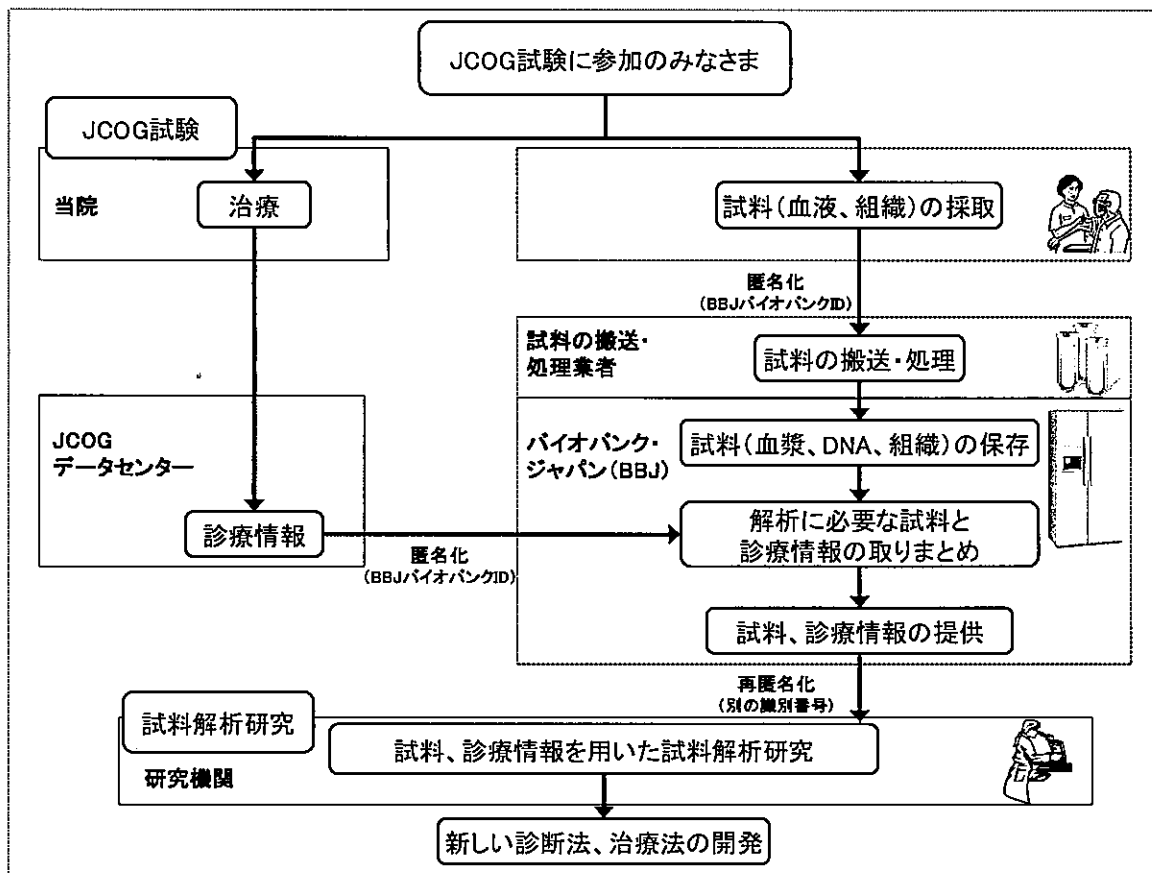 JCOG試験に参加のみなさま
JCOG試験
当院
治療
試料(血液、組織)の採取
匿名化
(BBJバイオバンクID)
試料の搬送・
処理業者
試料の搬送・処理
JCOG
データセンター
バイオバンク・
ジャパン(BBJ)
試料(血漿、DNA、組織)の保存
診療情報
匿名化
(BBJバイオバンクID)
解析に必要な試料と
診療情報の取りまとめ
試料、診療情報の提供
再匿名化
(別の識別番号)
試料解析研究
試料、診療情報を用いた試料解析研究
研究機関
新しい診断法、治療法の開発